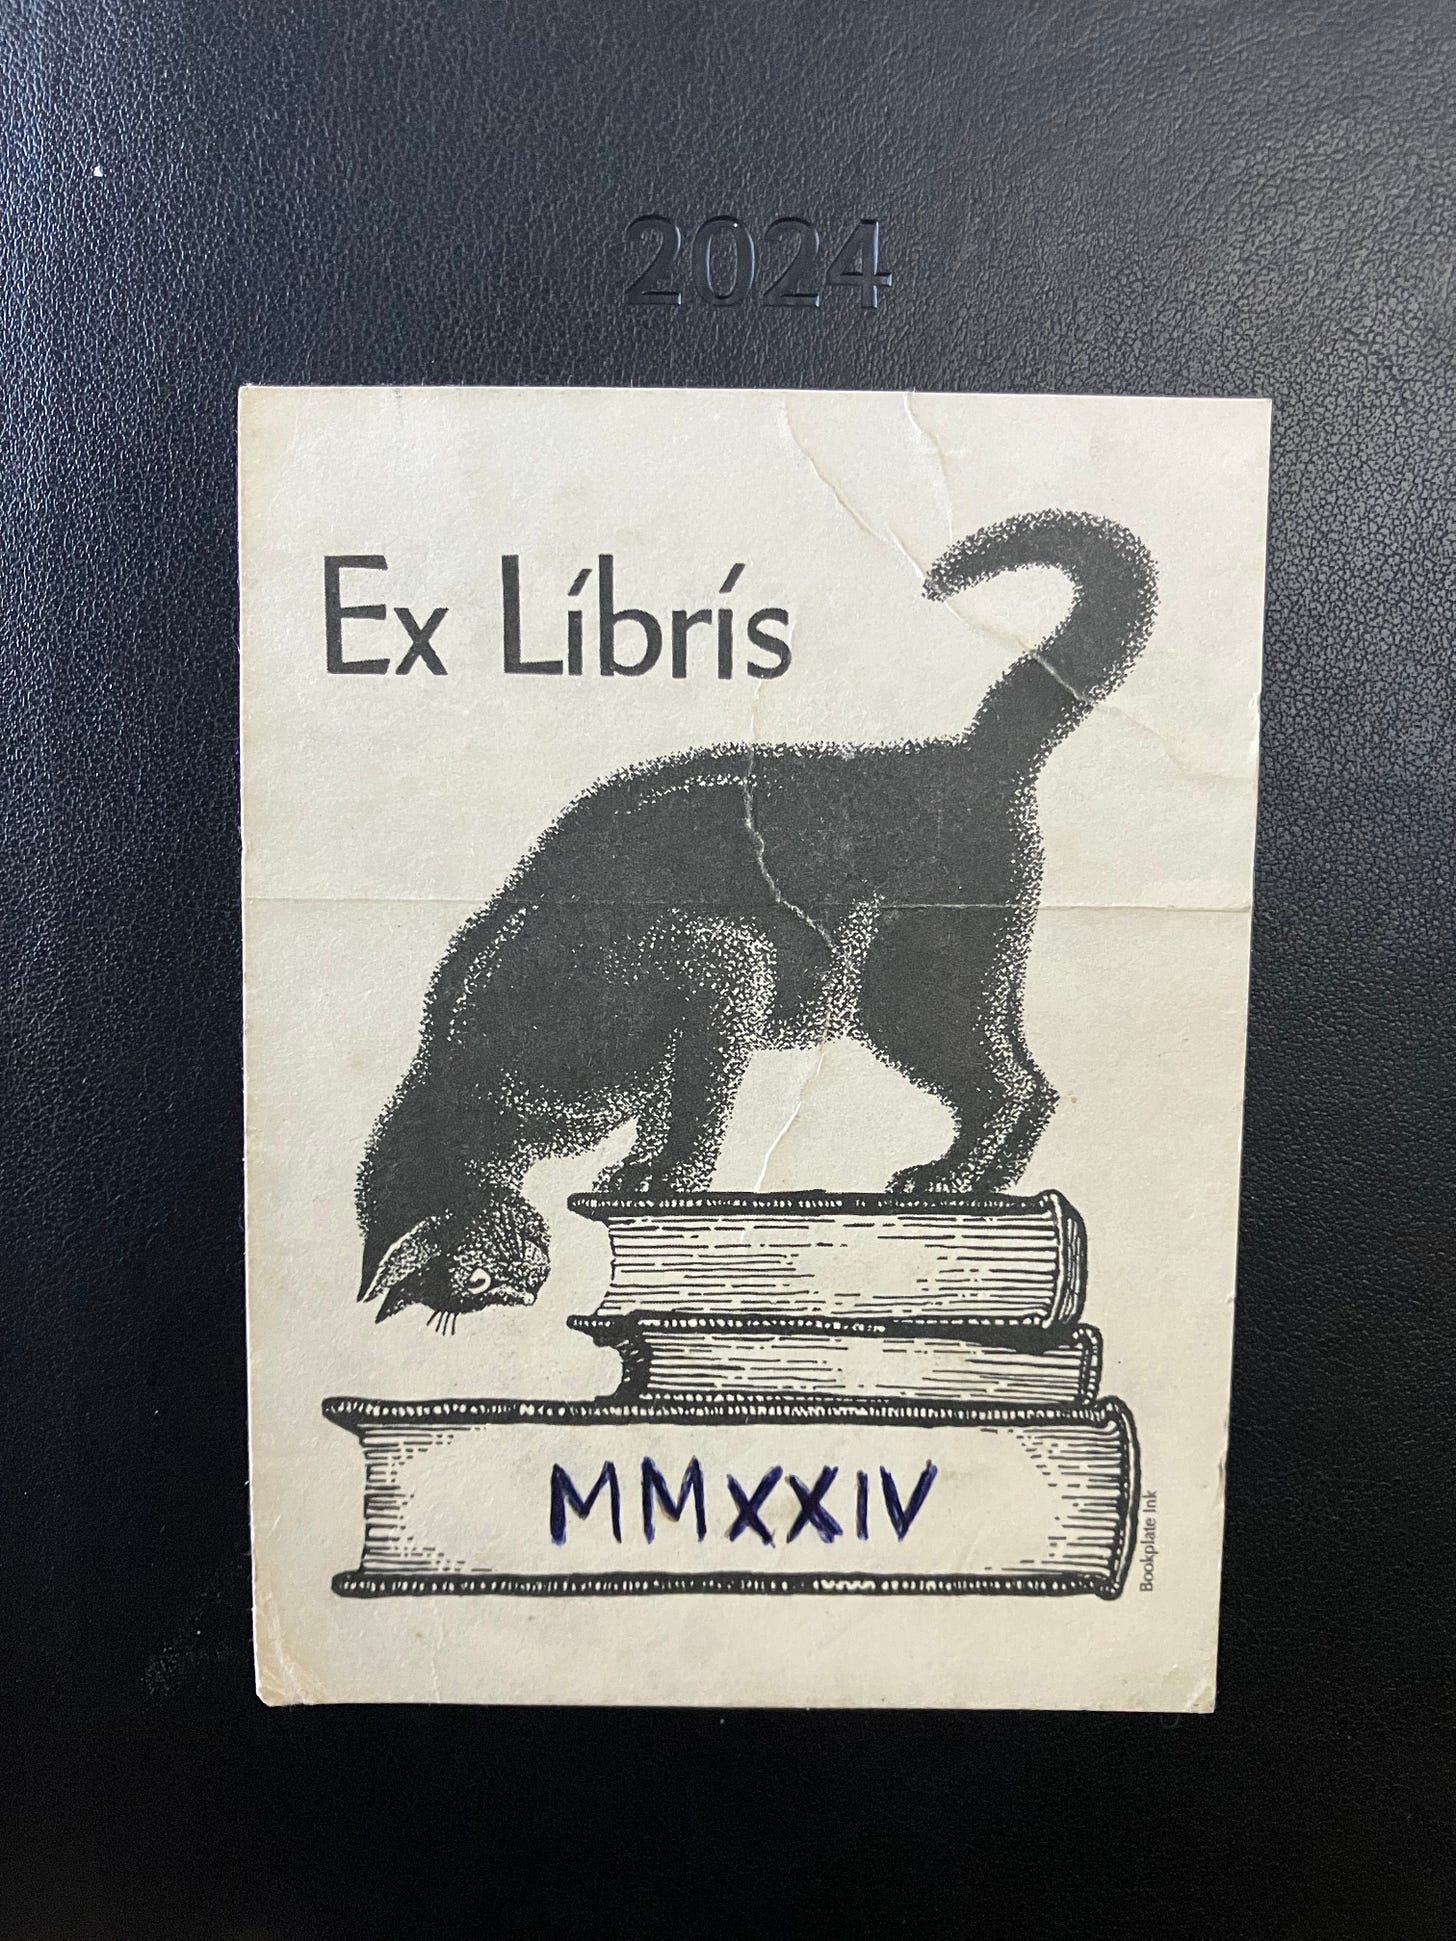 2024
Ex Líbrís
MMXXIV
Bookplate Ink